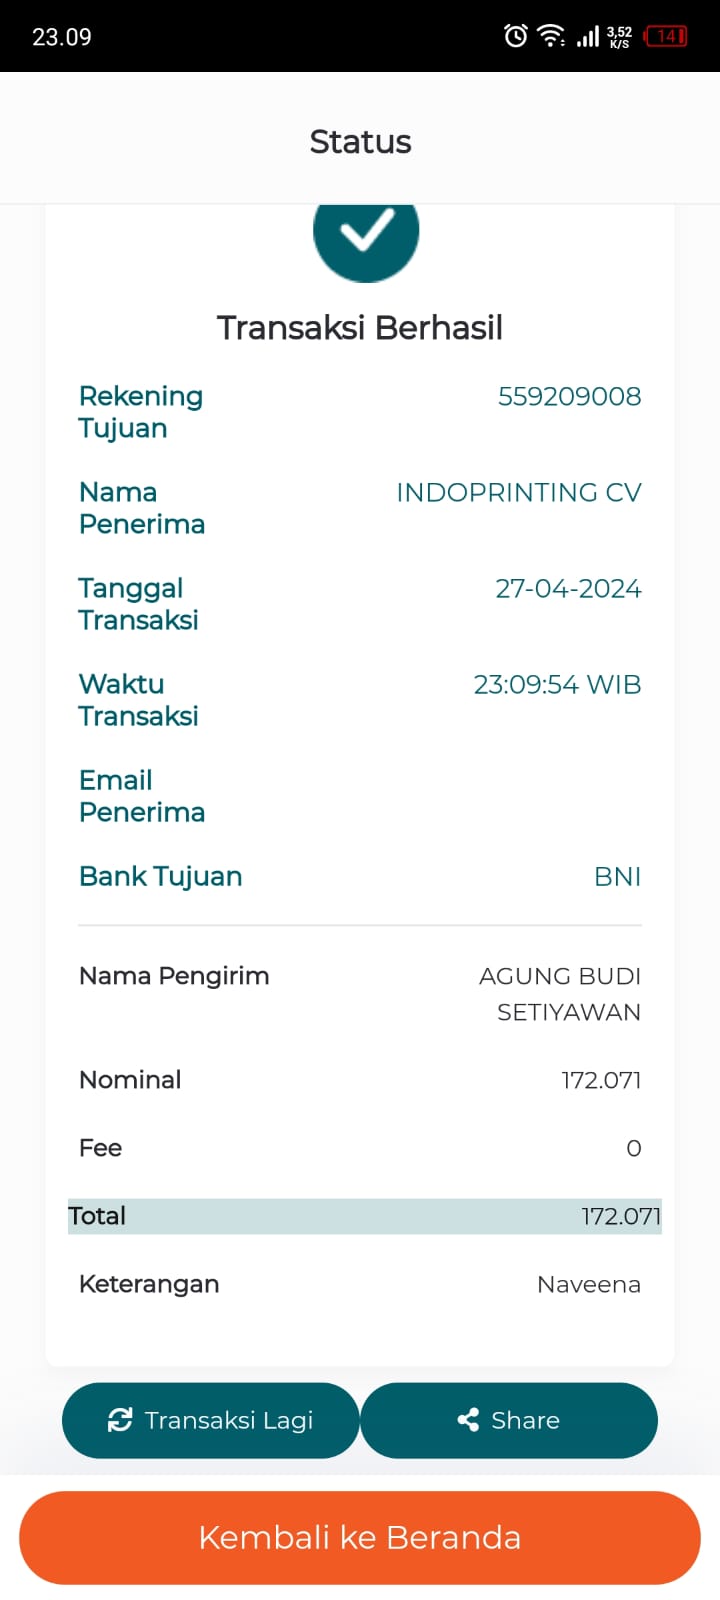 23.09
3,52
K/S
14
Status
Transaksi Berhasil
Rekening Tujuan 559209008
Nama Penerima INDOPRINTING CV
Tanggal Transaksi 27-04-2024
Waktu Transaksi 23:09:54 WIB
Email Penerima
Bank Tujuan BNI
Nama Pengirim AGUNG BUDI
SETIYAWAN
Nominal 172.071
Fee 0
Total 172.071
Keterangan Naveena
Transaksi Lagi
Share
Kembali ke Beranda